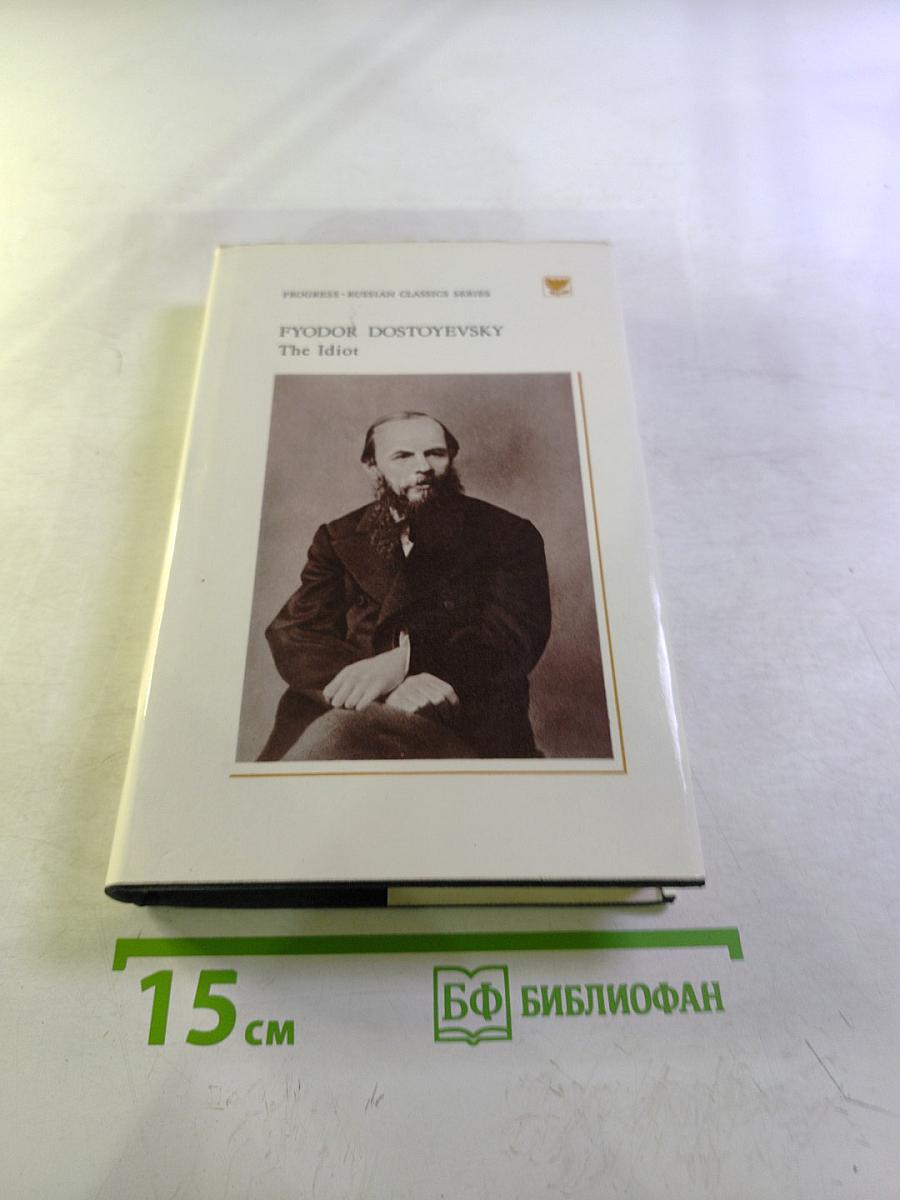 PROGRESS • RUSSIAN CLASSICS SERIES
FYODOR DOSTOYEVSKY
The Idiot
15 см
БФ БИБЛИОФАН